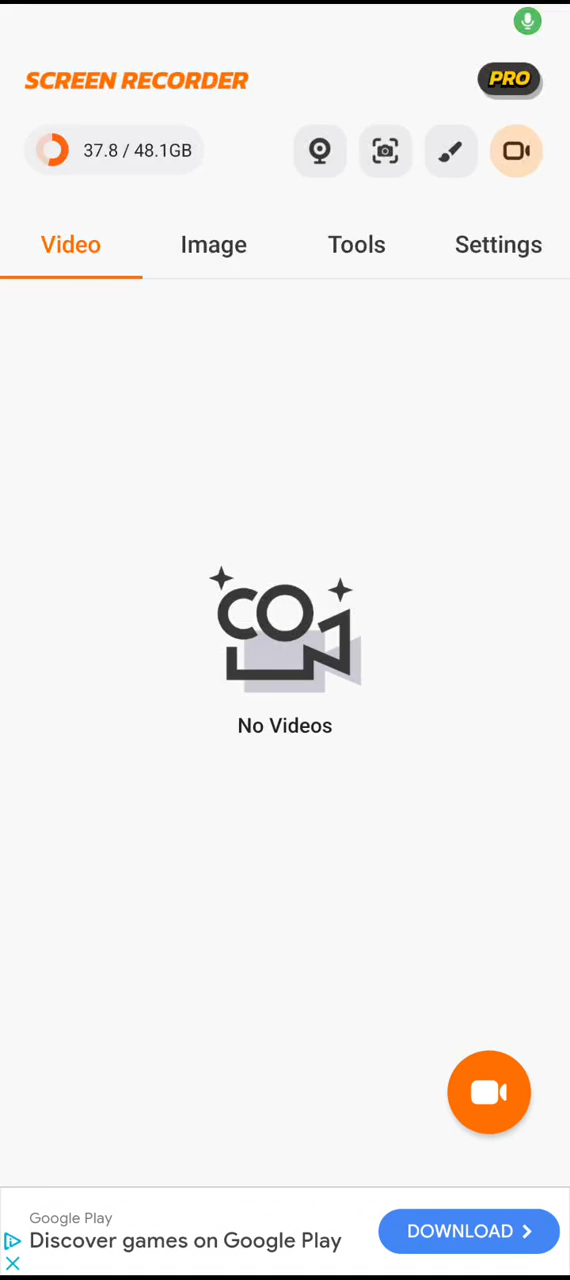 SCREEN RECORDER
PRO
37.8 / 48.1GB
Video
Image
Tools
Settings
No Videos
Google Play
Discover games on Google Play
DOWNLOAD